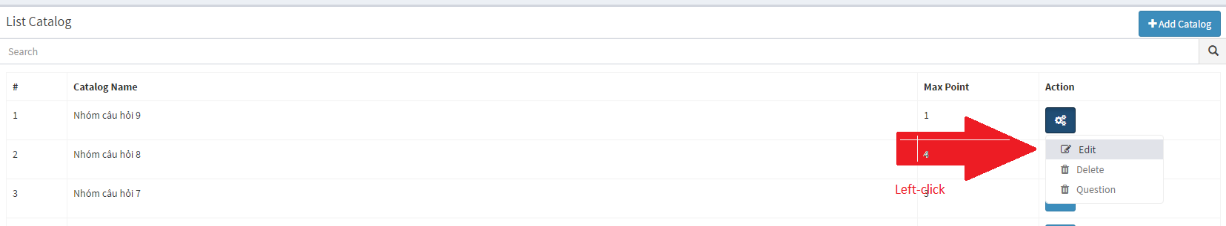 List Catalog
Add Catalog
Search
# Catalog Name Max Point Action
1 Nhóm câu hỏi 9 1
Edit
2 Nhóm câu hỏi 8 4
Delete
Left-click
Question
3 Nhóm câu hỏi 7